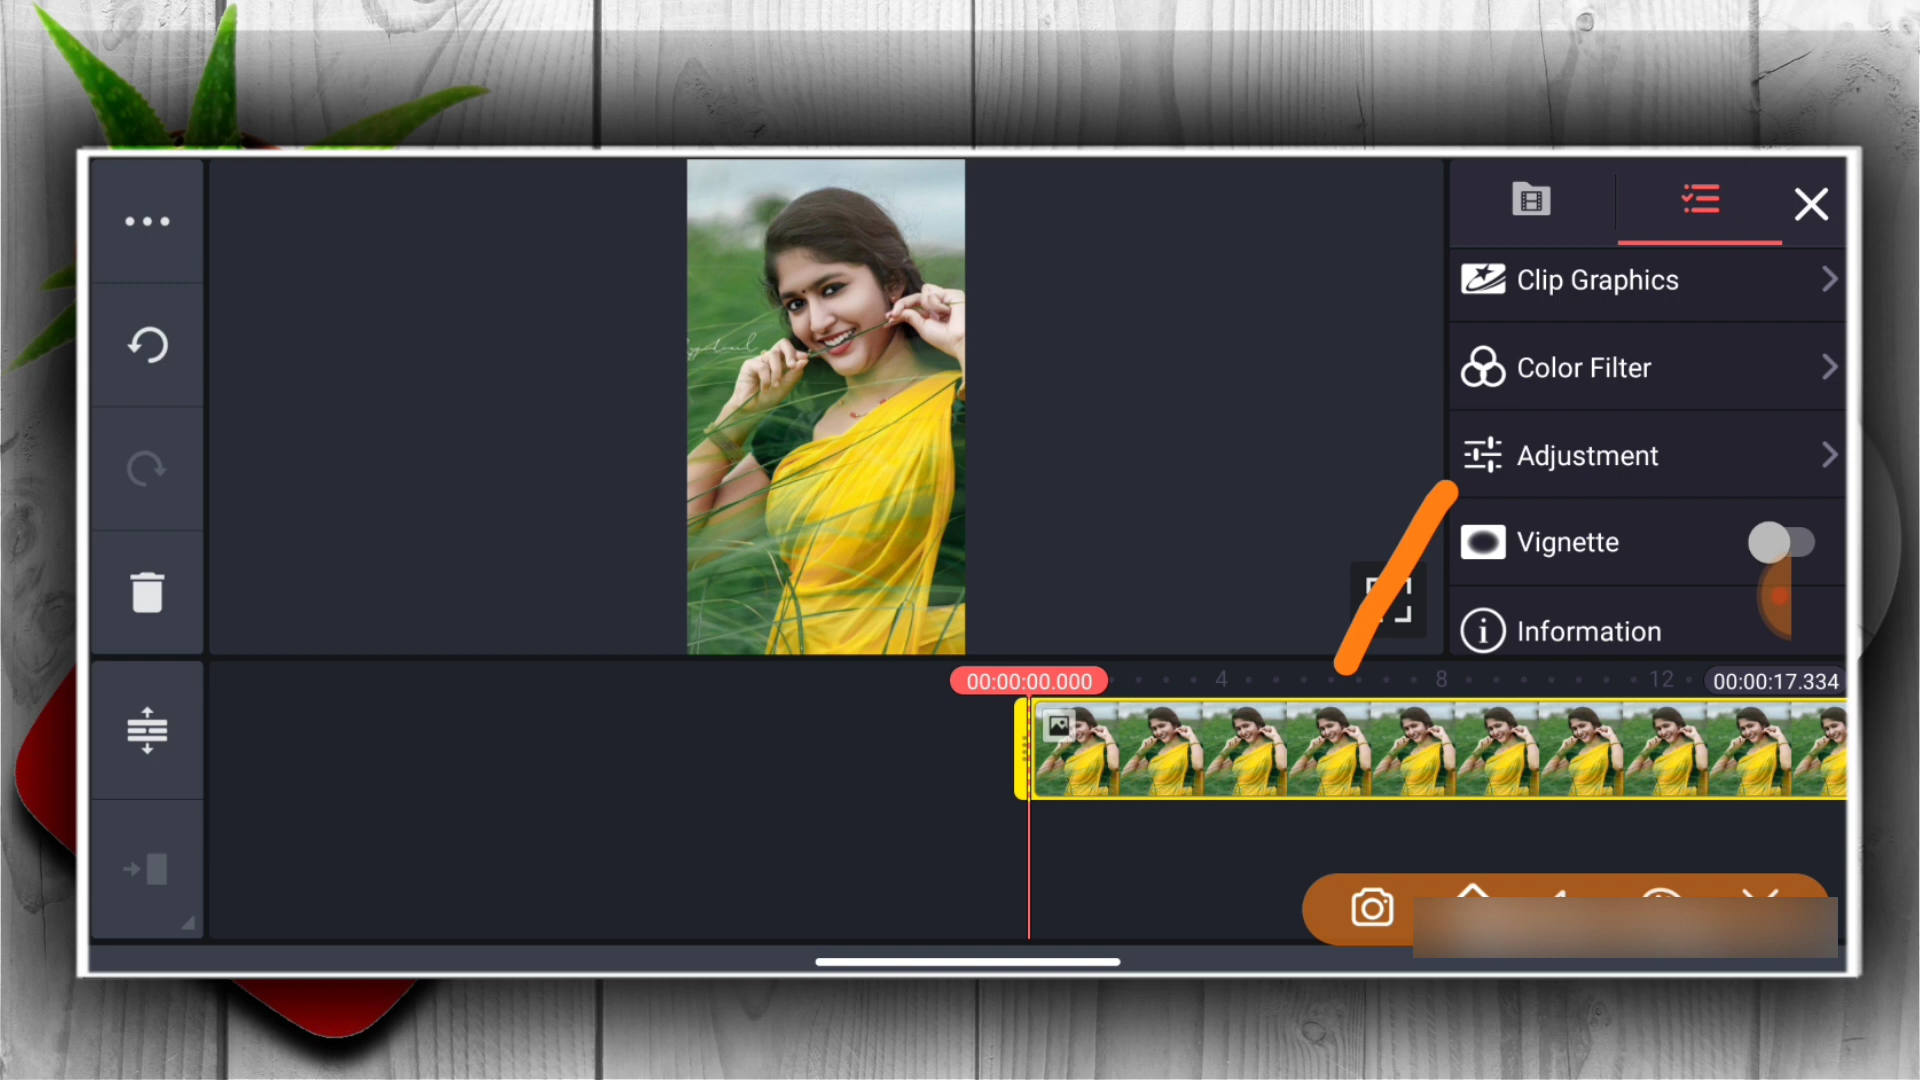 Clip Graphics
Color Filter
Adjustment
Vignette
Information
00:00:00.000
4
8
12
00:00:17.334